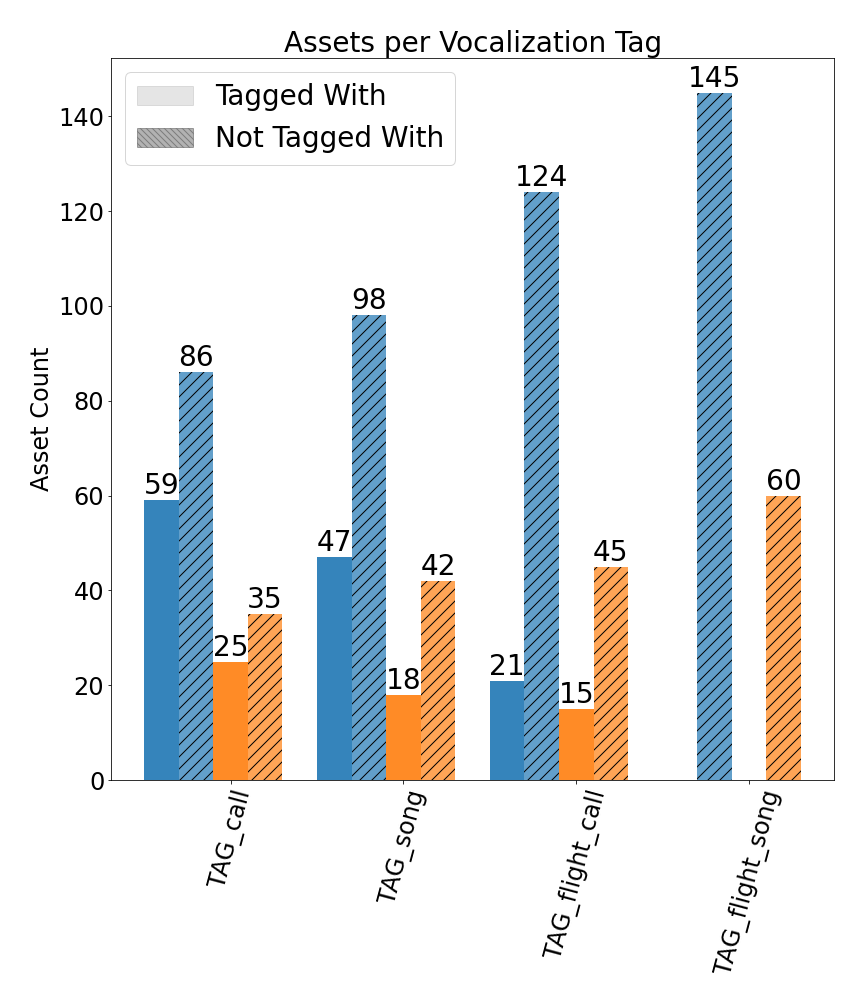 Assets per Vocalization Tag
Tagged With
Not Tagged With
Asset Count
140
120
100
80
60
40
20
0
59
86
25
35
47
98
18
42
21
124
15
45
145
60
TAG_call
TAG_song
TAG_flight_call
TAG_flight_song